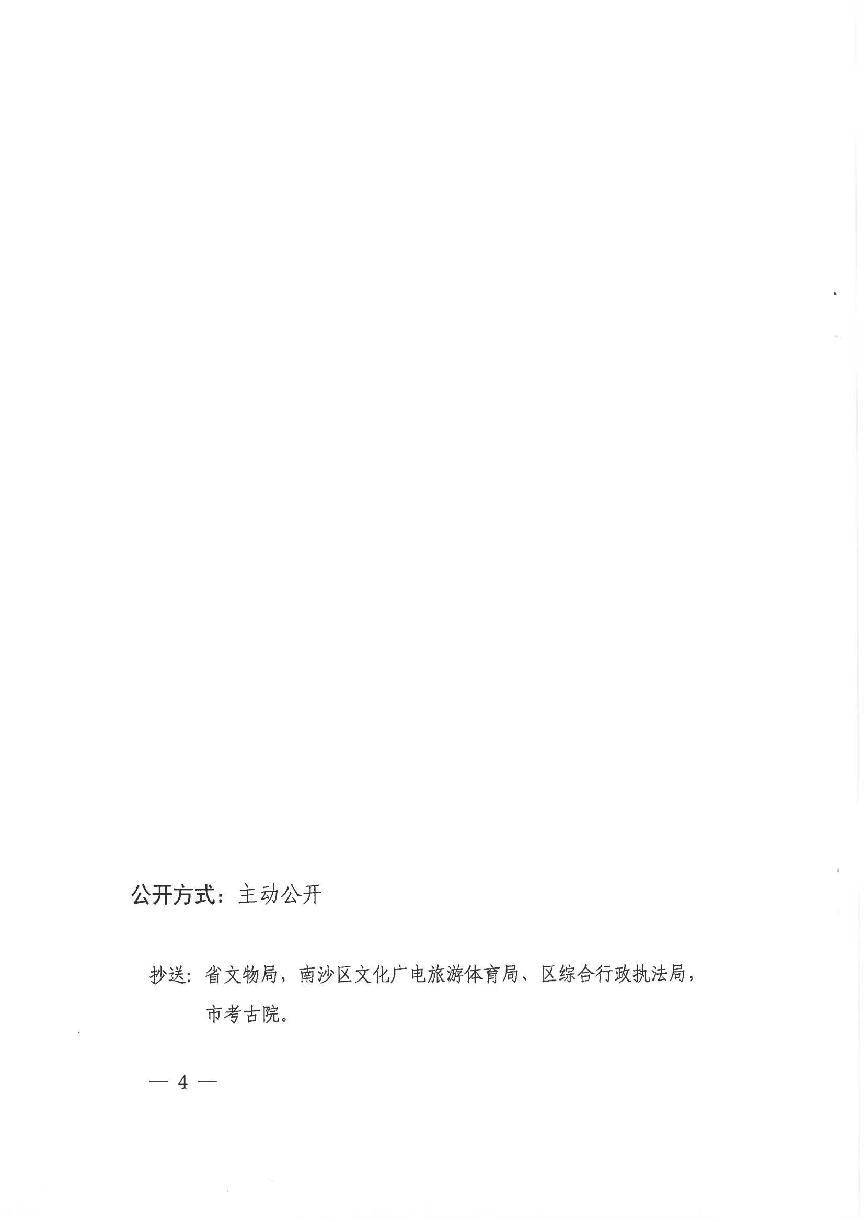 公开方式：主动公开
抄送：省文物局，南沙区文化广电旅游体育局、区综合行政执法局，
市考古院。
— 4 —